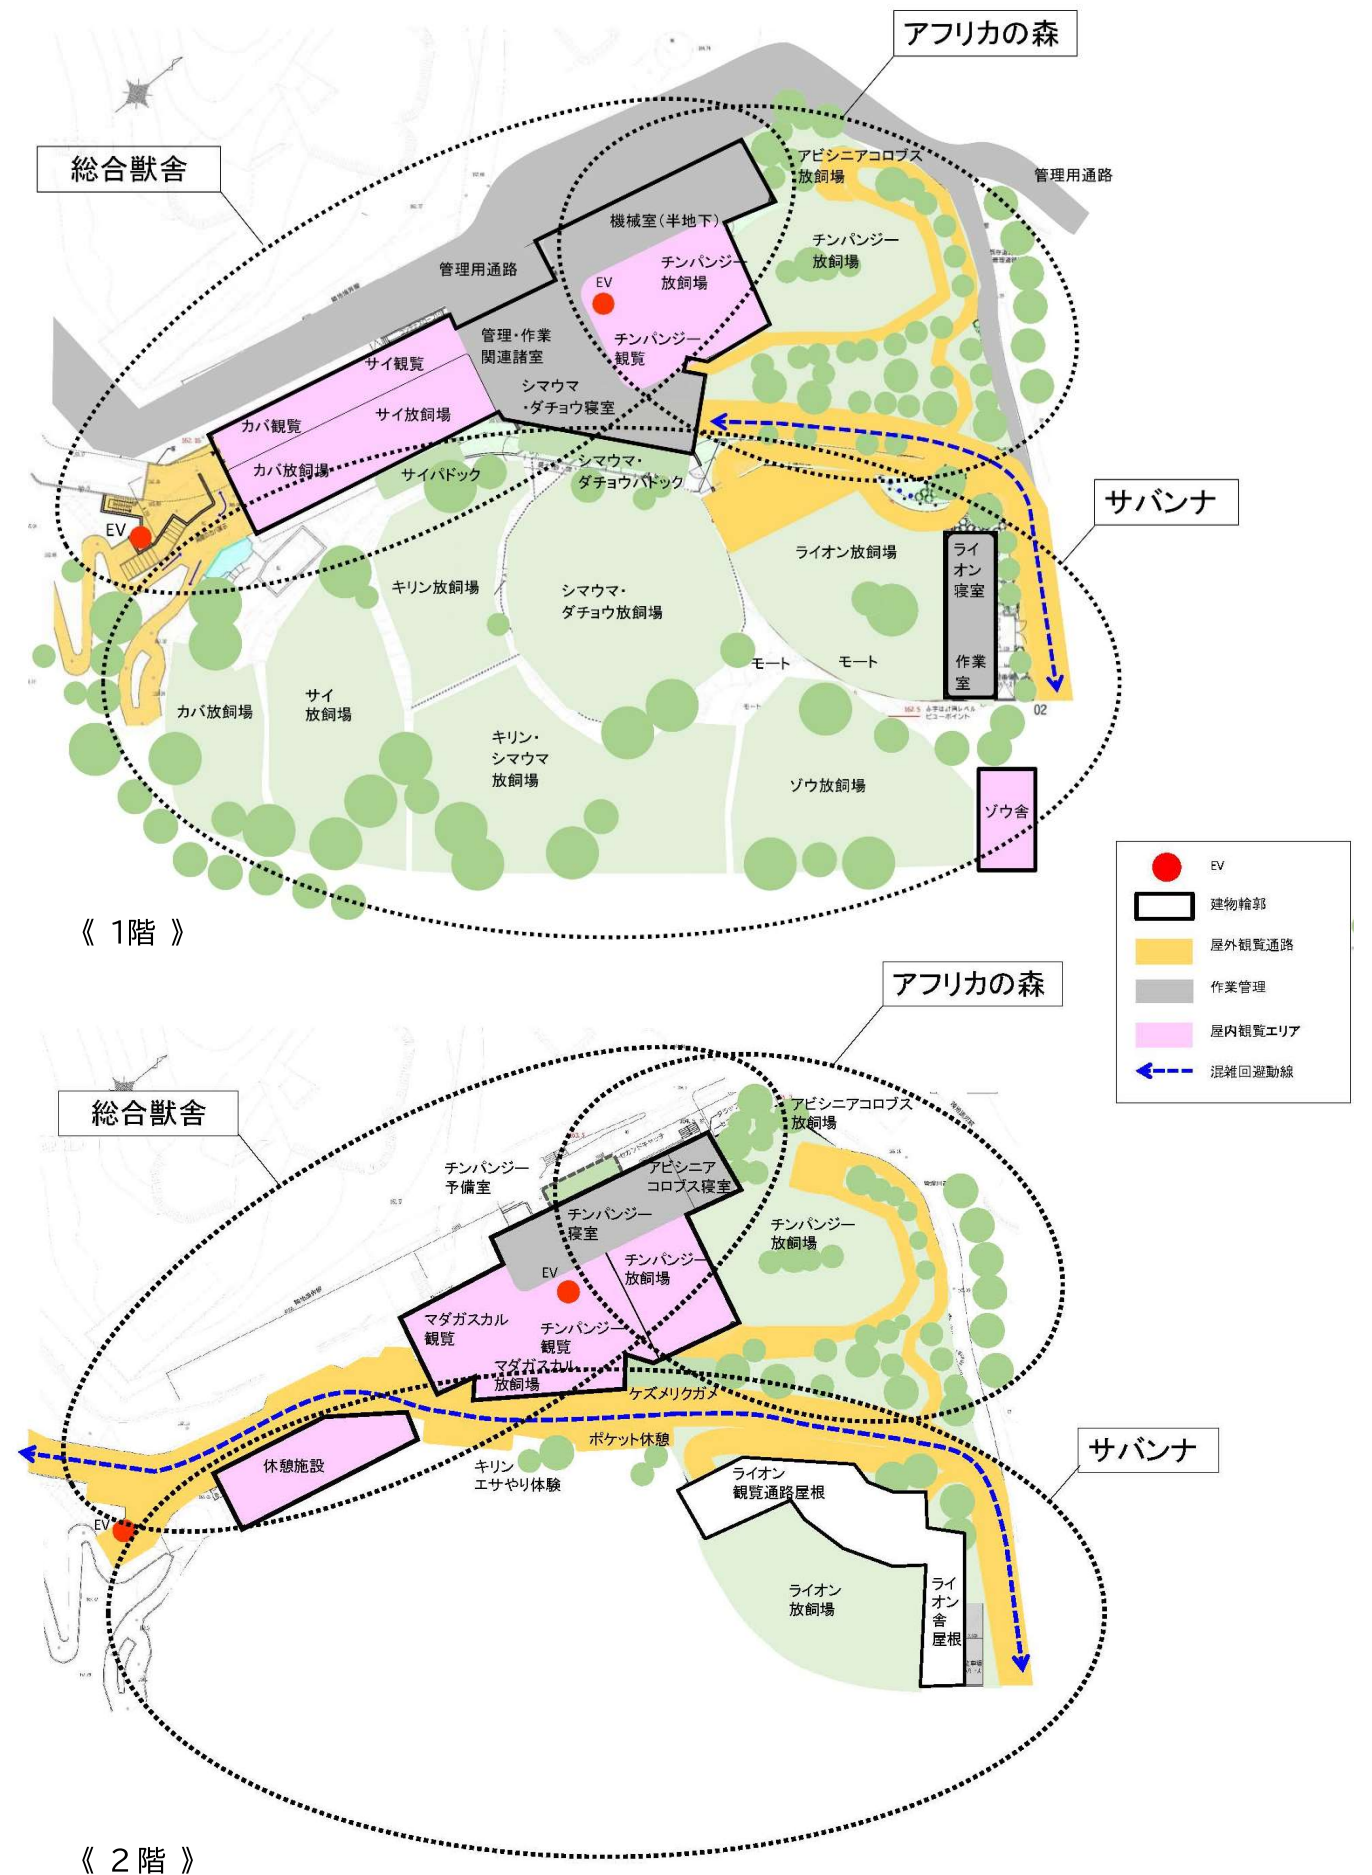 アフリカの森
総合獣舎
アビシニアコロブス
放飼場
管理用通路
機械室(半地下)
チンパンジー
放飼場
チンパンジー
放飼場
管理用通路
EV
管理・作業
関連諸室
チンパンジー
観覧
サイ観覧
シマウマ
・ダチョウ寝室
サイ放飼場
カバ観覧
カバ放飼場
サイパドック
シマウマ・
ダチョウパドック
サバンナ
EV
ライオン放飼場
ライ
オン
寝室
キリン放飼場
シマウマ・
ダチョウ放飼場
作業
室
モート
モート
サイ
放飼場
カバ放飼場
モート
162.5
ビューポイント
02
キリン・
シマウマ
放飼場
ゾウ放飼場
ゾウ舎
《 1階 》
EV
建物輪郭
屋外観覧通路
作業管理
屋内観覧エリア
混雑回避動線
アフリカの森
総合獣舎
アビシニアコロブス
放飼場
チンパンジー
予備室
アビシニア
コロブス寝室
チンパンジー
寝室
チンパンジー
放飼場
チンパンジー
放飼場
EV
マダガスカル
観覧
チンパンジー
観覧
マダガスカル
放飼場
ケヅメリクガメ
ポケット休憩
サバンナ
休憩施設
キリン
エサやり体験
ライオン
観覧通路屋根
EV
ライオン
放飼場
ライ
オン
舎
屋根
《 2階 》